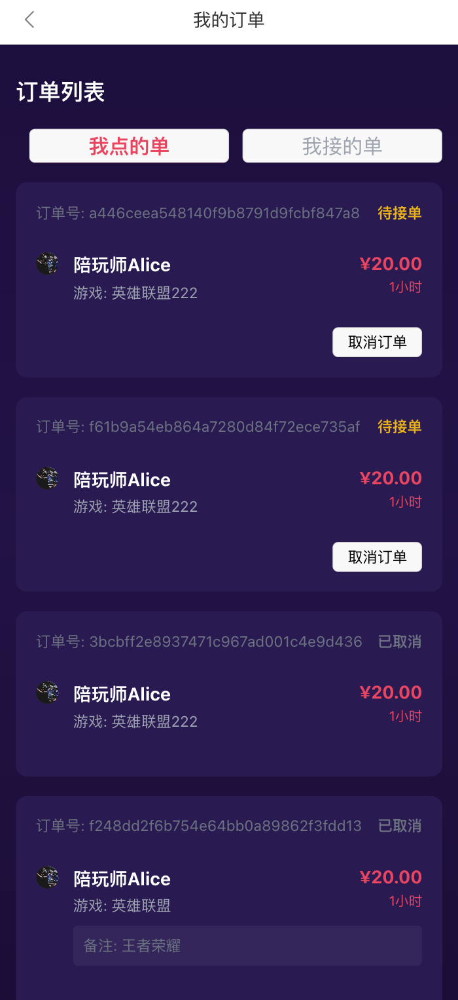 我的订单
订单列表
我点的单
我接的单
订单号: a446ceea548140f9b8791d9fcbf847a8 待接单
陪玩师Alice ¥20.00
游戏: 英雄联盟222 1小时
取消订单
订单号: f61b9a54eb864a7280d84f72ece735af 待接单
陪玩师Alice ¥20.00
游戏: 英雄联盟222 1小时
取消订单
订单号: 3bcbff2e8937471c967ad001c4e9d436 已取消
陪玩师Alice ¥20.00
游戏: 英雄联盟222 1小时
订单号: f248dd2f6b754e64bb0a89862f3fdd13 已取消
陪玩师Alice ¥20.00
游戏: 英雄联盟 1小时
备注: 王者荣耀